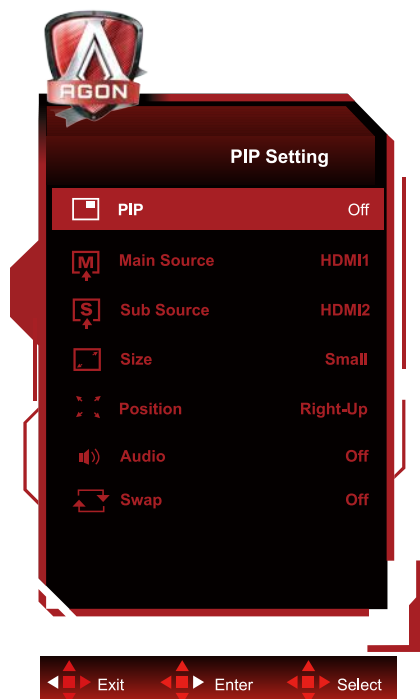 AGON
PIP Setting
PIP Off
M Main Source HDMI1
S Sub Source HDMI2
Size Small
Position Right-Up
Audio Off
Swap Off
Exit Enter Select